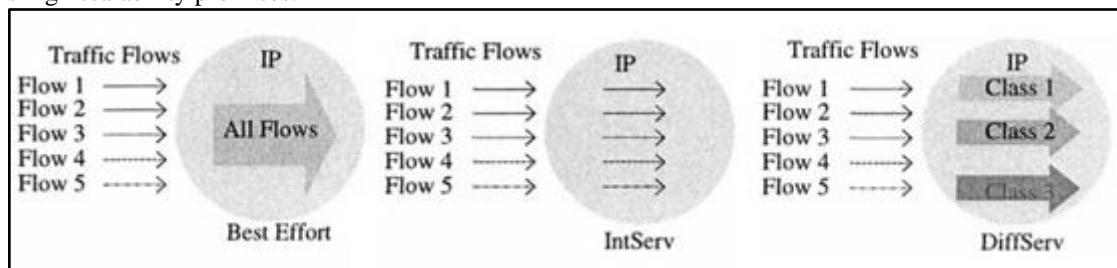 Traffic Flows
IP
Flow 1
Flow 2
Flow 3
Flow 4
Flow 5
All Flows
Best Effort
Traffic Flows
IP
Flow 1
Flow 2
Flow 3
Flow 4
Flow 5
IntServ
Traffic Flows
IP
Flow 1
Flow 2
Flow 3
Flow 4
Flow 5
Class 1
Class 2
Class 3
DiffServ